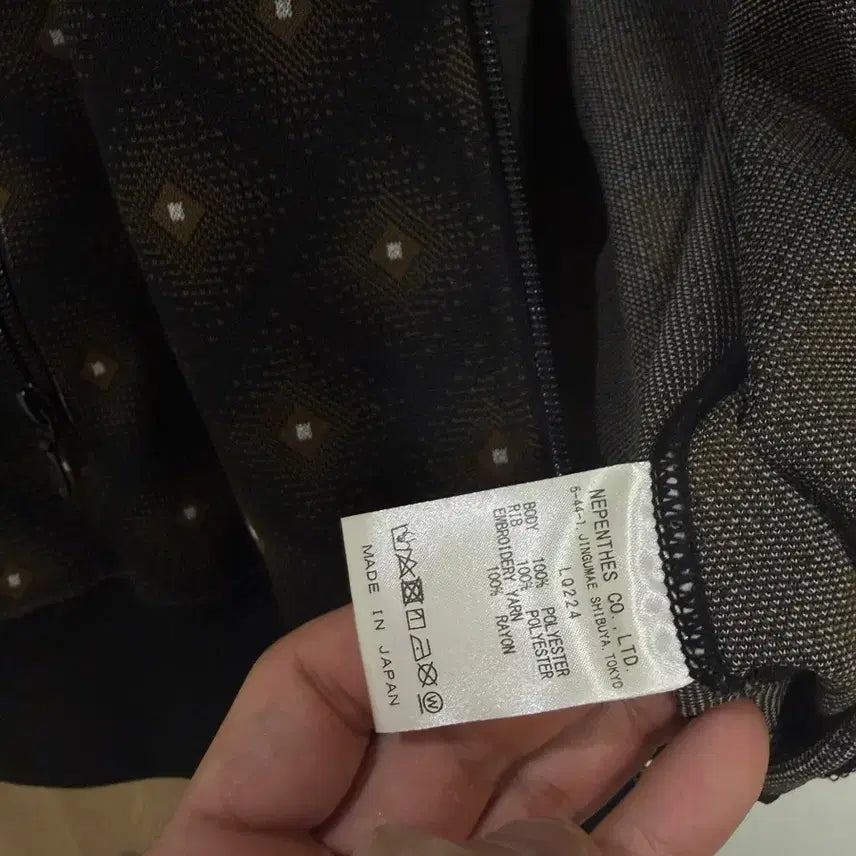 NEPENTHES CO.,LTD.
6-44-1, JINGUMAE SHIBUYA, TOKYO
LQ224
BODY 100% POLYESTER
RIB 100% POLYESTER
EMBROIDERY YARN
100% RAYON
W
MADE IN JAPAN